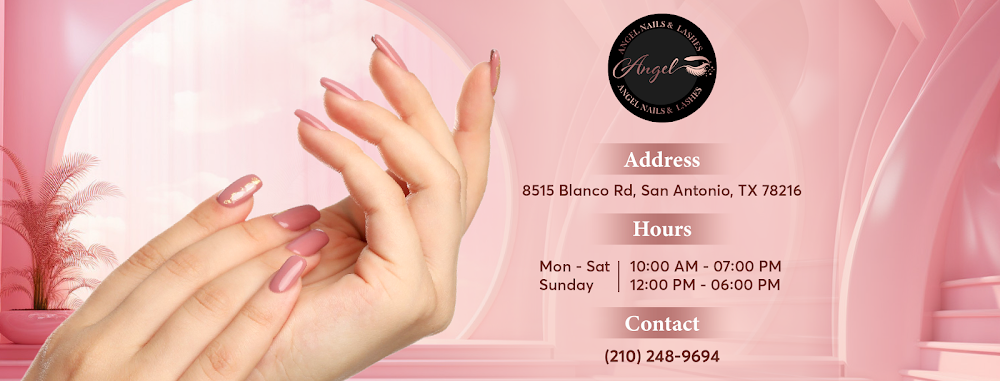 ANGEL NAILS & LASHES
Angel
ANGEL NAILS & LASHES
Address
8515 Blanco Rd, San Antonio, TX 78216
Hours
Mon - Sat | 10:00 AM - 07:00 PM
Sunday | 12:00 PM - 06:00 PM
Contact
(210) 248-9694